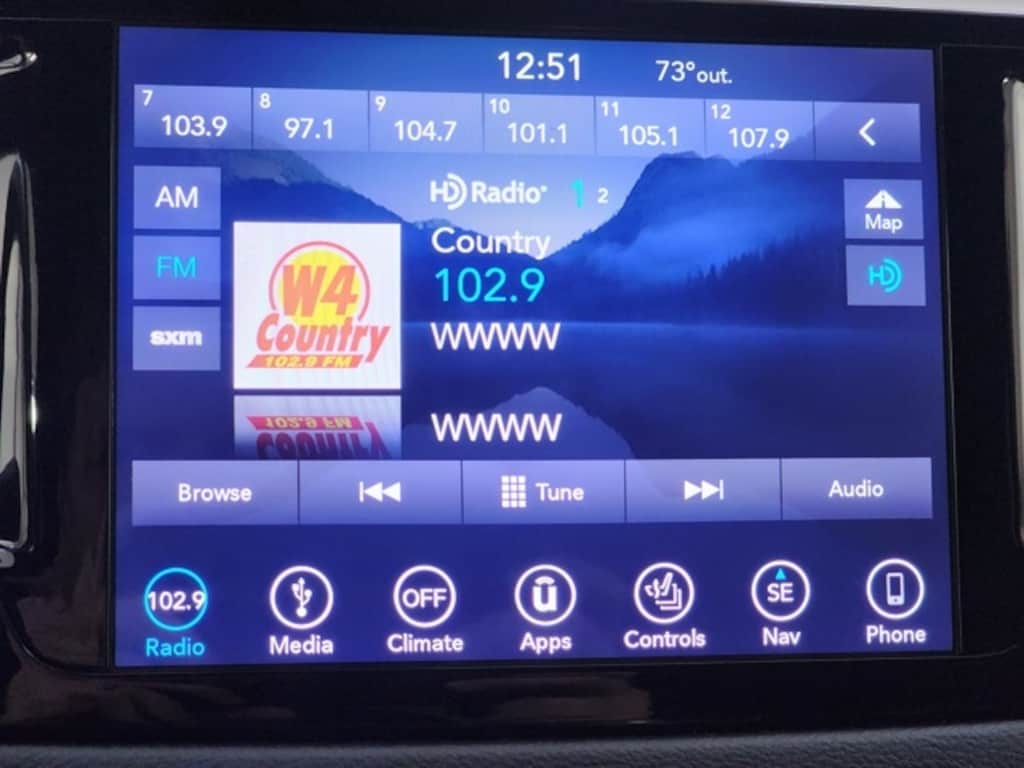 12:51 73°out.
7 103.9 8 97.1 9 104.7 10 101.1 11 105.1 12 107.9
AM
HD Radio 1 2
Map
Country
FM
102.9
HD
W4
Country
102.9 FM
sxm
WWWW
WWWW
Browse Tune Audio
102.9 OFF SE
Radio Media Climate Apps Controls Nav Phone